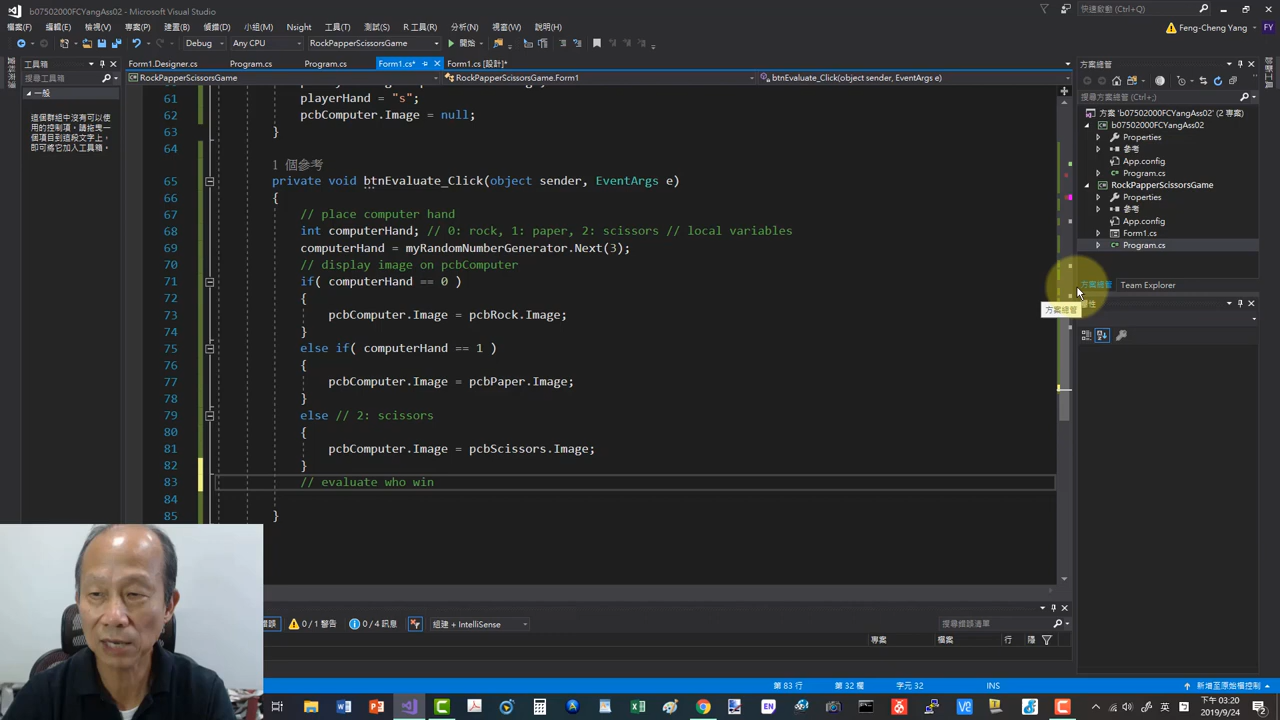 b07502000FCYangAss02 - Microsoft Visual Studio
快速啟動 (Ctrl+Q)
檔案(F) 編輯(E) 檢視(V) 專案(P) 建置(B) 偵錯(D) 小組(M) Nsight 工具(T) 測試(S) R工具(R) 分析(N) 視窗(W) 說明(H)
Feng-Cheng Yang FY
Debug Any CPU RockPapperScissorsGame 開始
工具箱
搜尋工具箱
一般
這個群組中沒有可以使用的控制項，請拖曳一個項目到這段文字上，即可將它加入工具箱。
Form1.Designer.cs Program.cs Program.cs Form1.cs* Form1.cs [設計]*
RockPapperScissorsGame RockPapperScissorsGame.Form1 btnEvaluate_Click(object sender, EventArgs e)
61 playerHand = "s";
62 pcbComputer.Image = null;
63 }
64
1 個參考
65 private void btnEvaluate_Click(object sender, EventArgs e)
66 {
67 // place computer hand
68 int computerHand; // 0: rock, 1: paper, 2: scissors // local variables
69 computerHand = myRandomNumberGenerator.Next(3);
70 // display image on pcbComputer
71 if( computerHand == 0 )
72 {
73 pcbComputer.Image = pcbRock.Image;
74 }
75 else if( computerHand == 1 )
76 {
77 pcbComputer.Image = pcbPaper.Image;
78 }
79 else // 2: scissors
80 {
81 pcbComputer.Image = pcbScissors.Image;
82 }
83 // evaluate who win
84
85 }
方案總管
搜尋方案總管 (Ctrl+;)
方案 'b07502000FCYangAss02' (2 專案)
b07502000FCYangAss02
Properties
參考
App.config
Program.cs
RockPapperScissorsGame
Properties
參考
App.config
Form1.cs
Program.cs
方案總管 Team Explorer
方案總管
0 / 1 警告 0 / 4 訊息 組建 + IntelliSense 搜尋錯誤清單
專案 檔案 行
第 83 行 第 32 欄 字元 32 INS 新增至原始檔控制
下午 03:20
2019/9/24